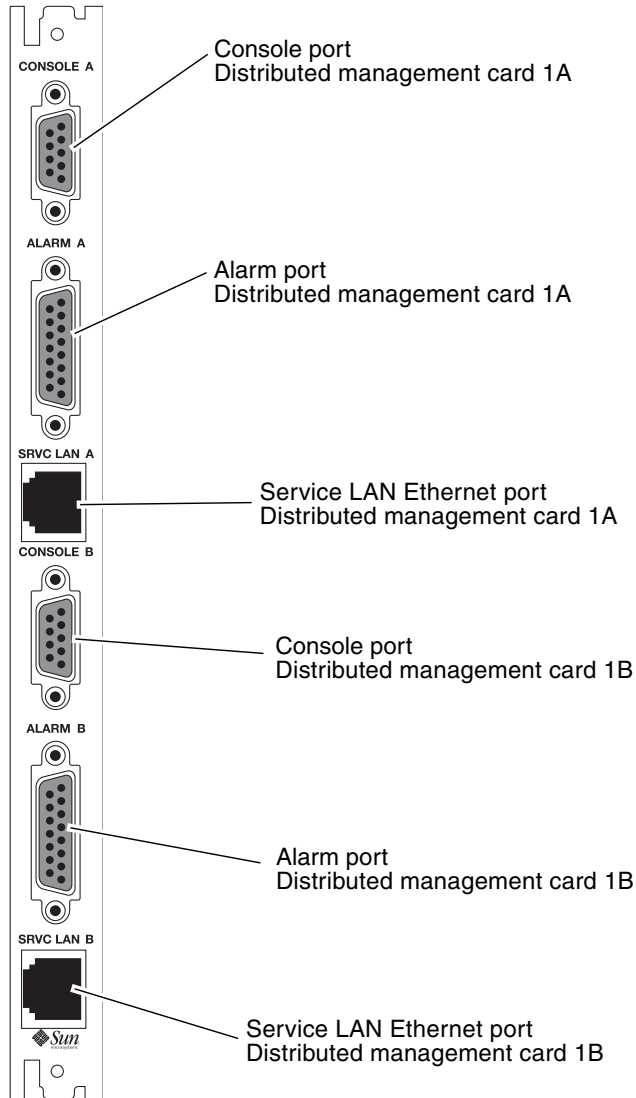 CONSOLE A
Console port
Distributed management card 1A
ALARM A
Alarm port
Distributed management card 1A
SRVC LAN A
Service LAN Ethernet port
Distributed management card 1A
CONSOLE B
Console port
Distributed management card 1B
ALARM B
Alarm port
Distributed management card 1B
SRVC LAN B
Service LAN Ethernet port
Distributed management card 1B
Sun
microsystems